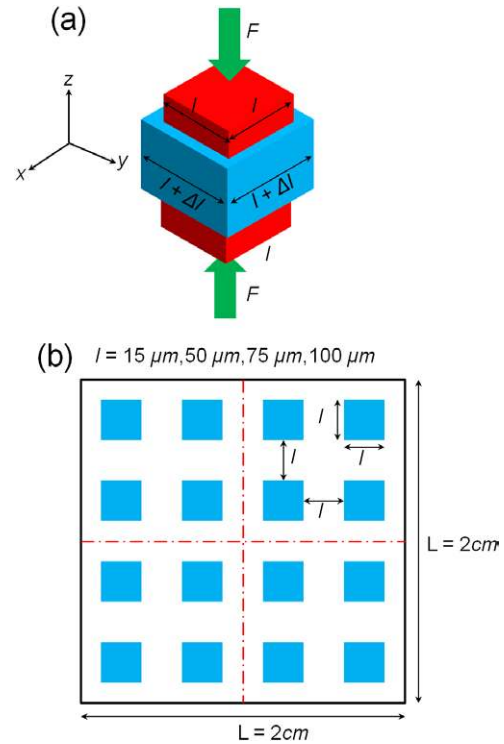 (a)
F
z
x
y
l
l
l + Δl
l + Δl
l
F
(b)
l = 15 μm,50 μm,75 μm,100 μm
l
l
l
l
L = 2cm
L = 2cm